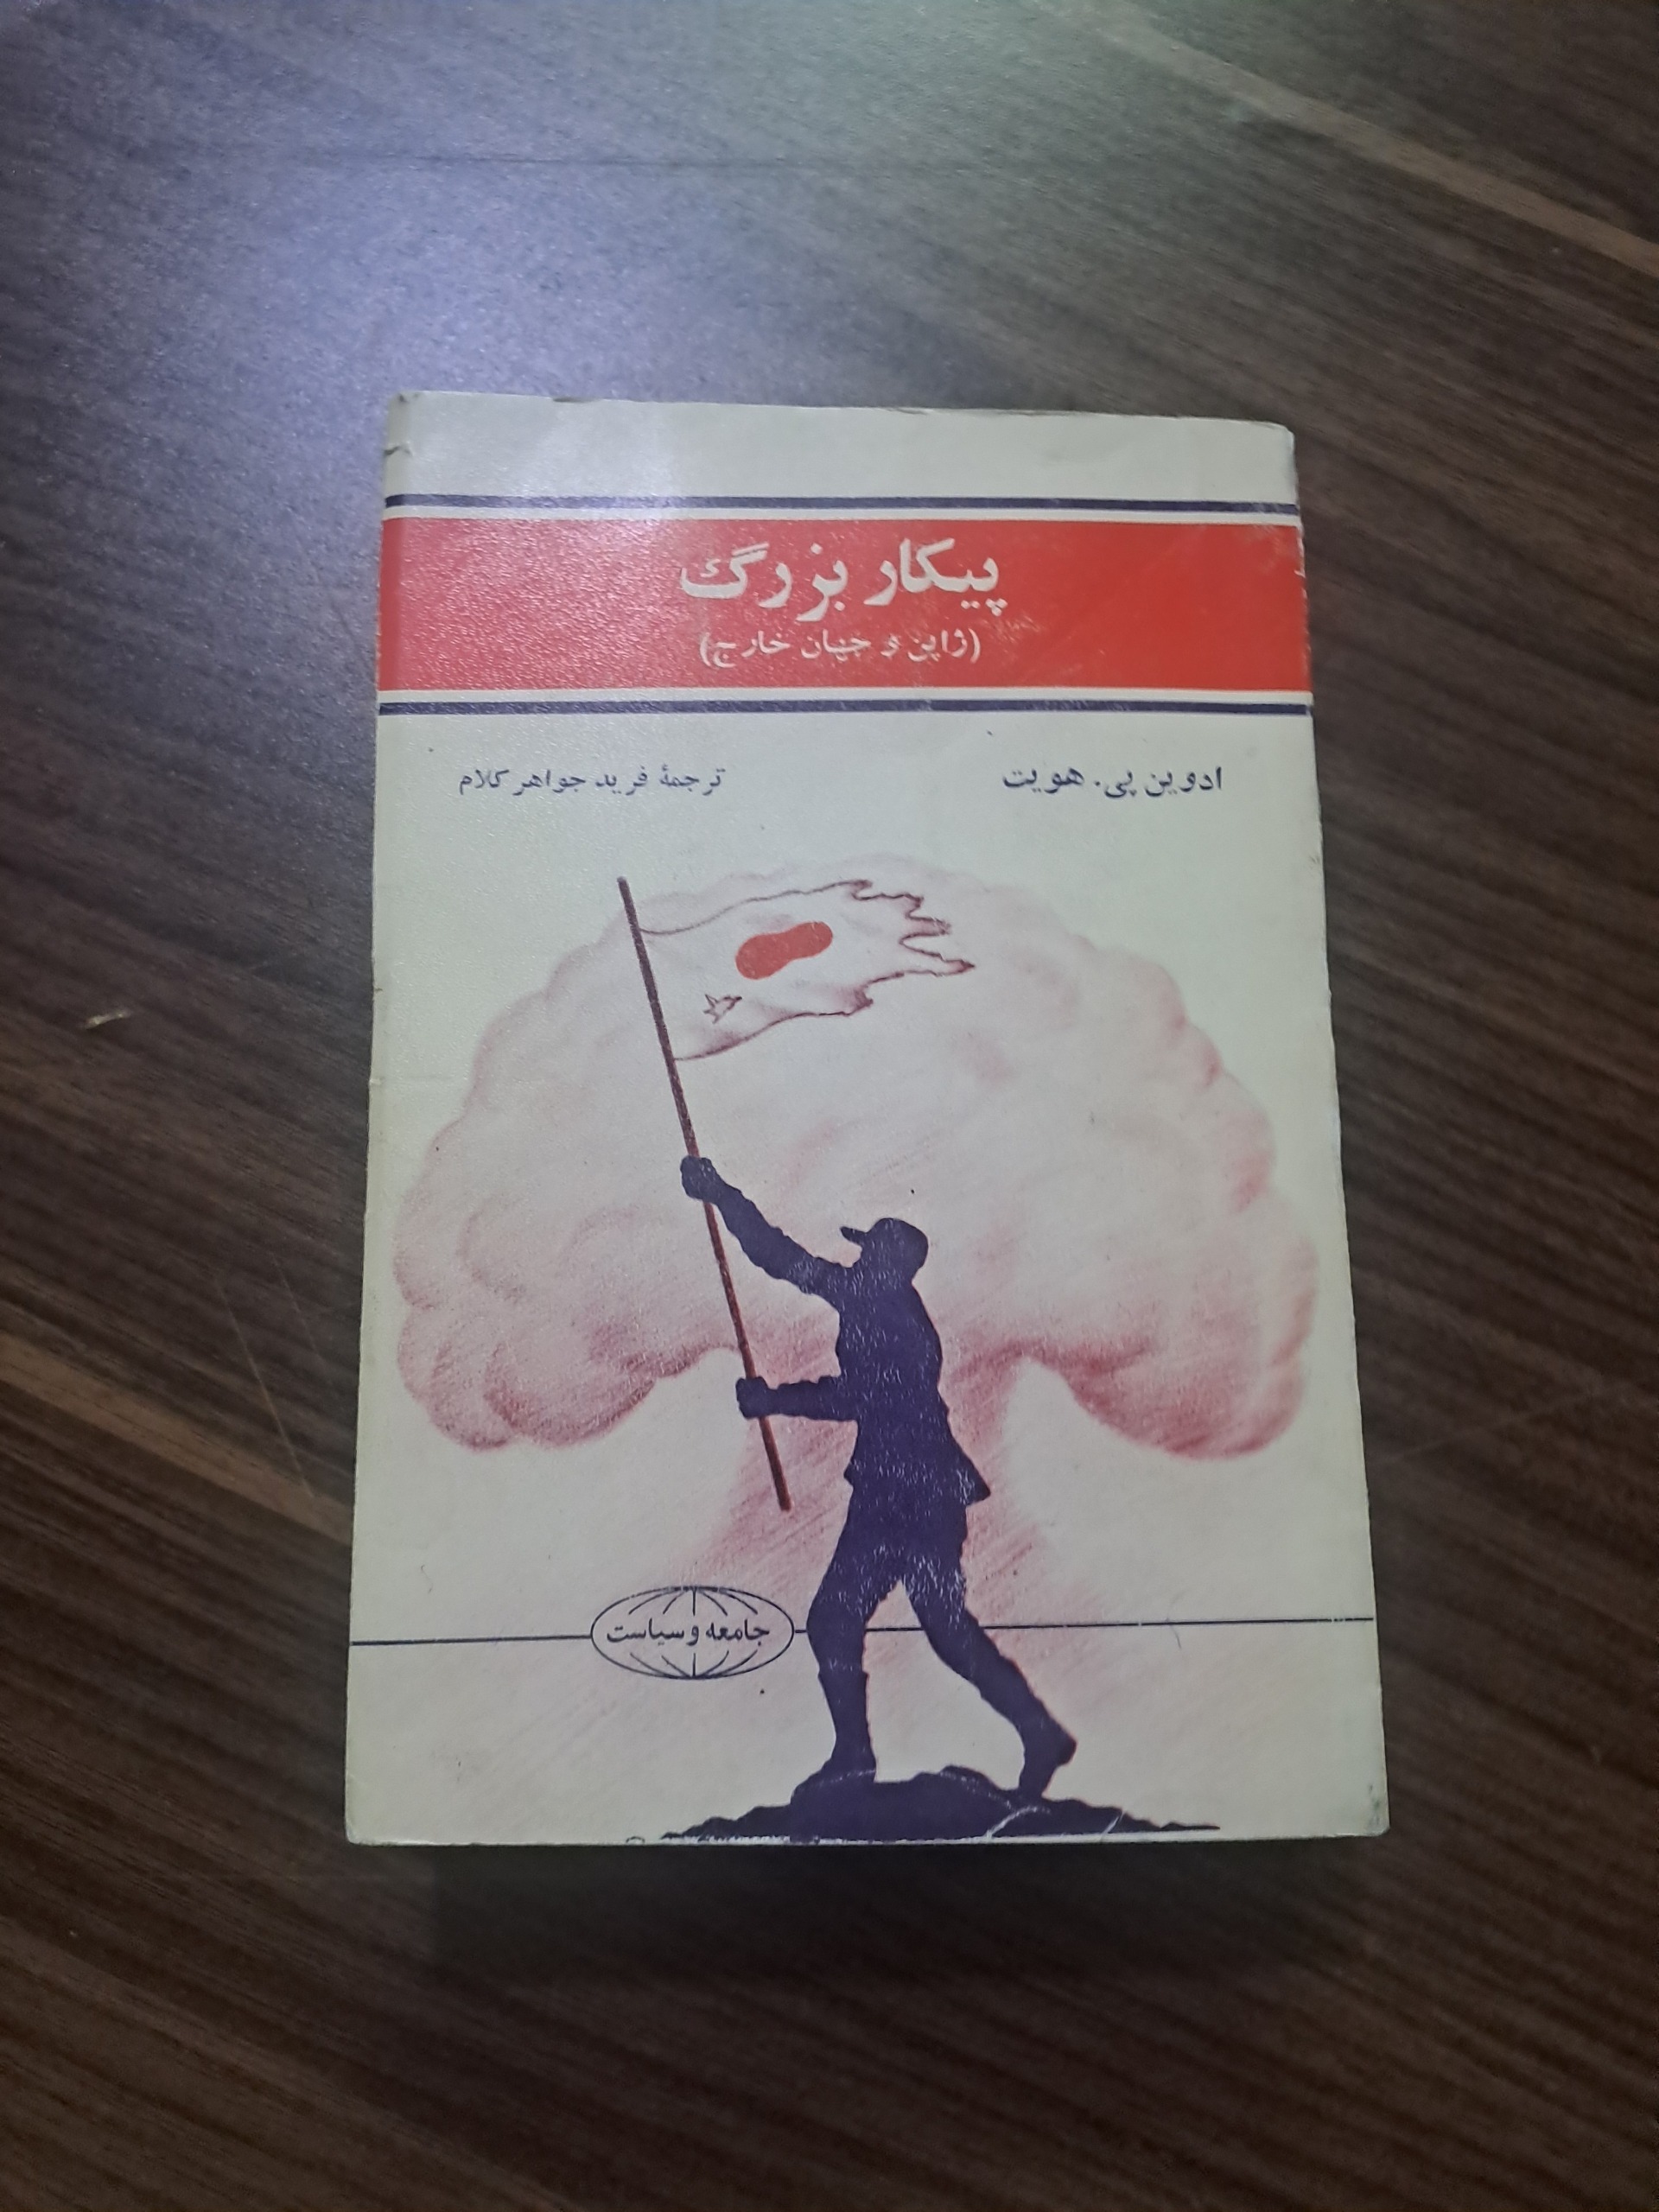 پیکار بزرگ
(ژاپن و جهان خارج)
ادوین پی. هویت
ترجمهٔ فرید جواهرکلام
جامعه و سیاست